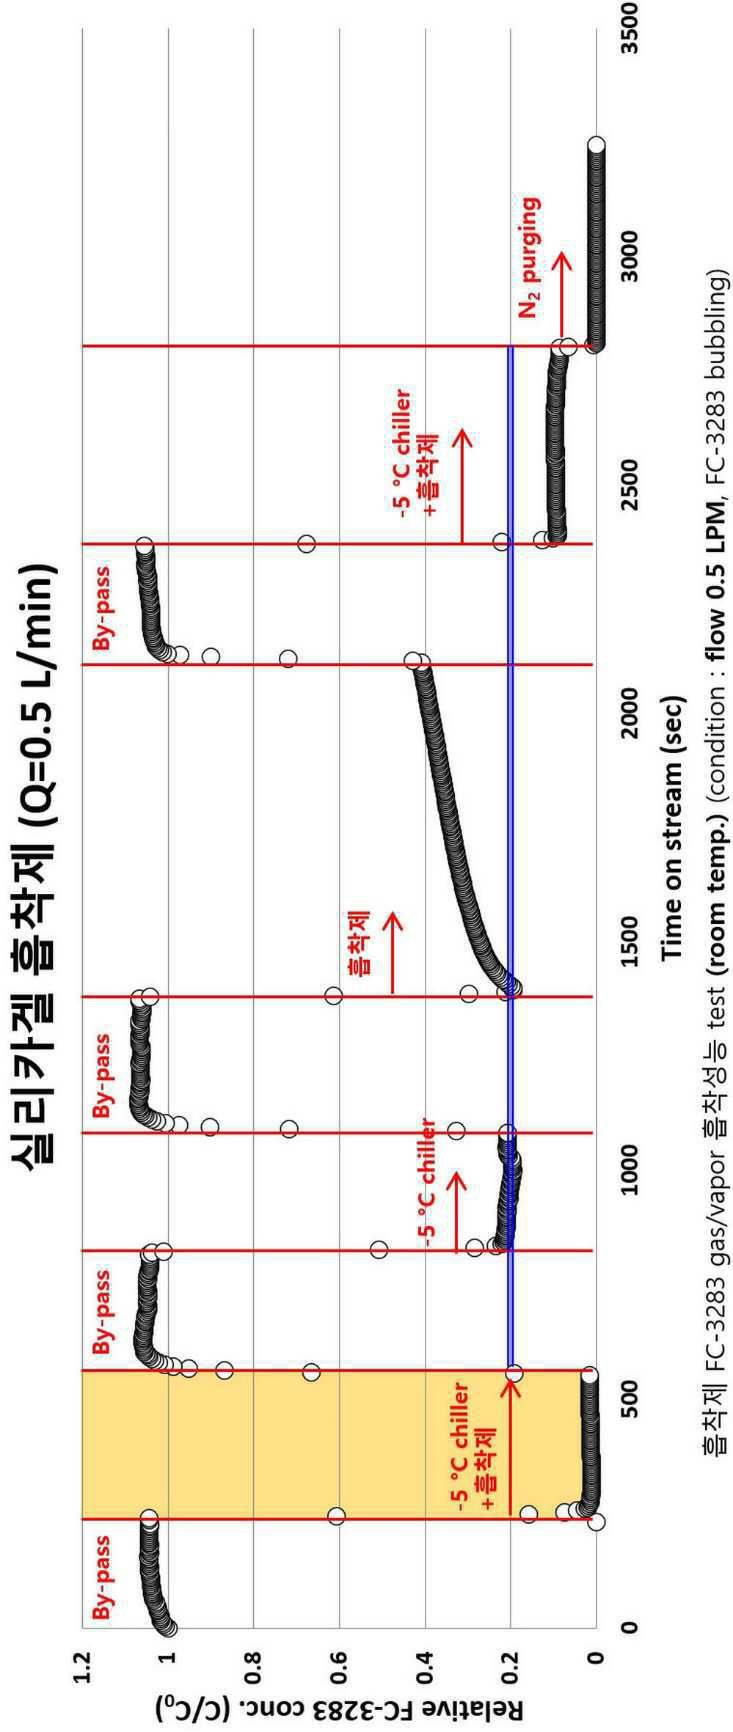 실리카겔 흡착제 (Q=0.5 L/min)
Relative FC-3283 conc. (C/C₀)
1.2
1
0.8
0.6
0.4
0.2
0
By-pass
-5 °C chiller
+흡착제
By-pass
-5 °C chiller
By-pass
흡착제
By-pass
-5 °C chiller
+흡착제
N₂ purging
0
500
1000
1500
2000
2500
3000
3500
Time on stream (sec)
흡착제 FC-3283 gas/vapor 흡착성능 test (room temp.) (condition : flow 0.5 LPM, FC-3283 bubbling)